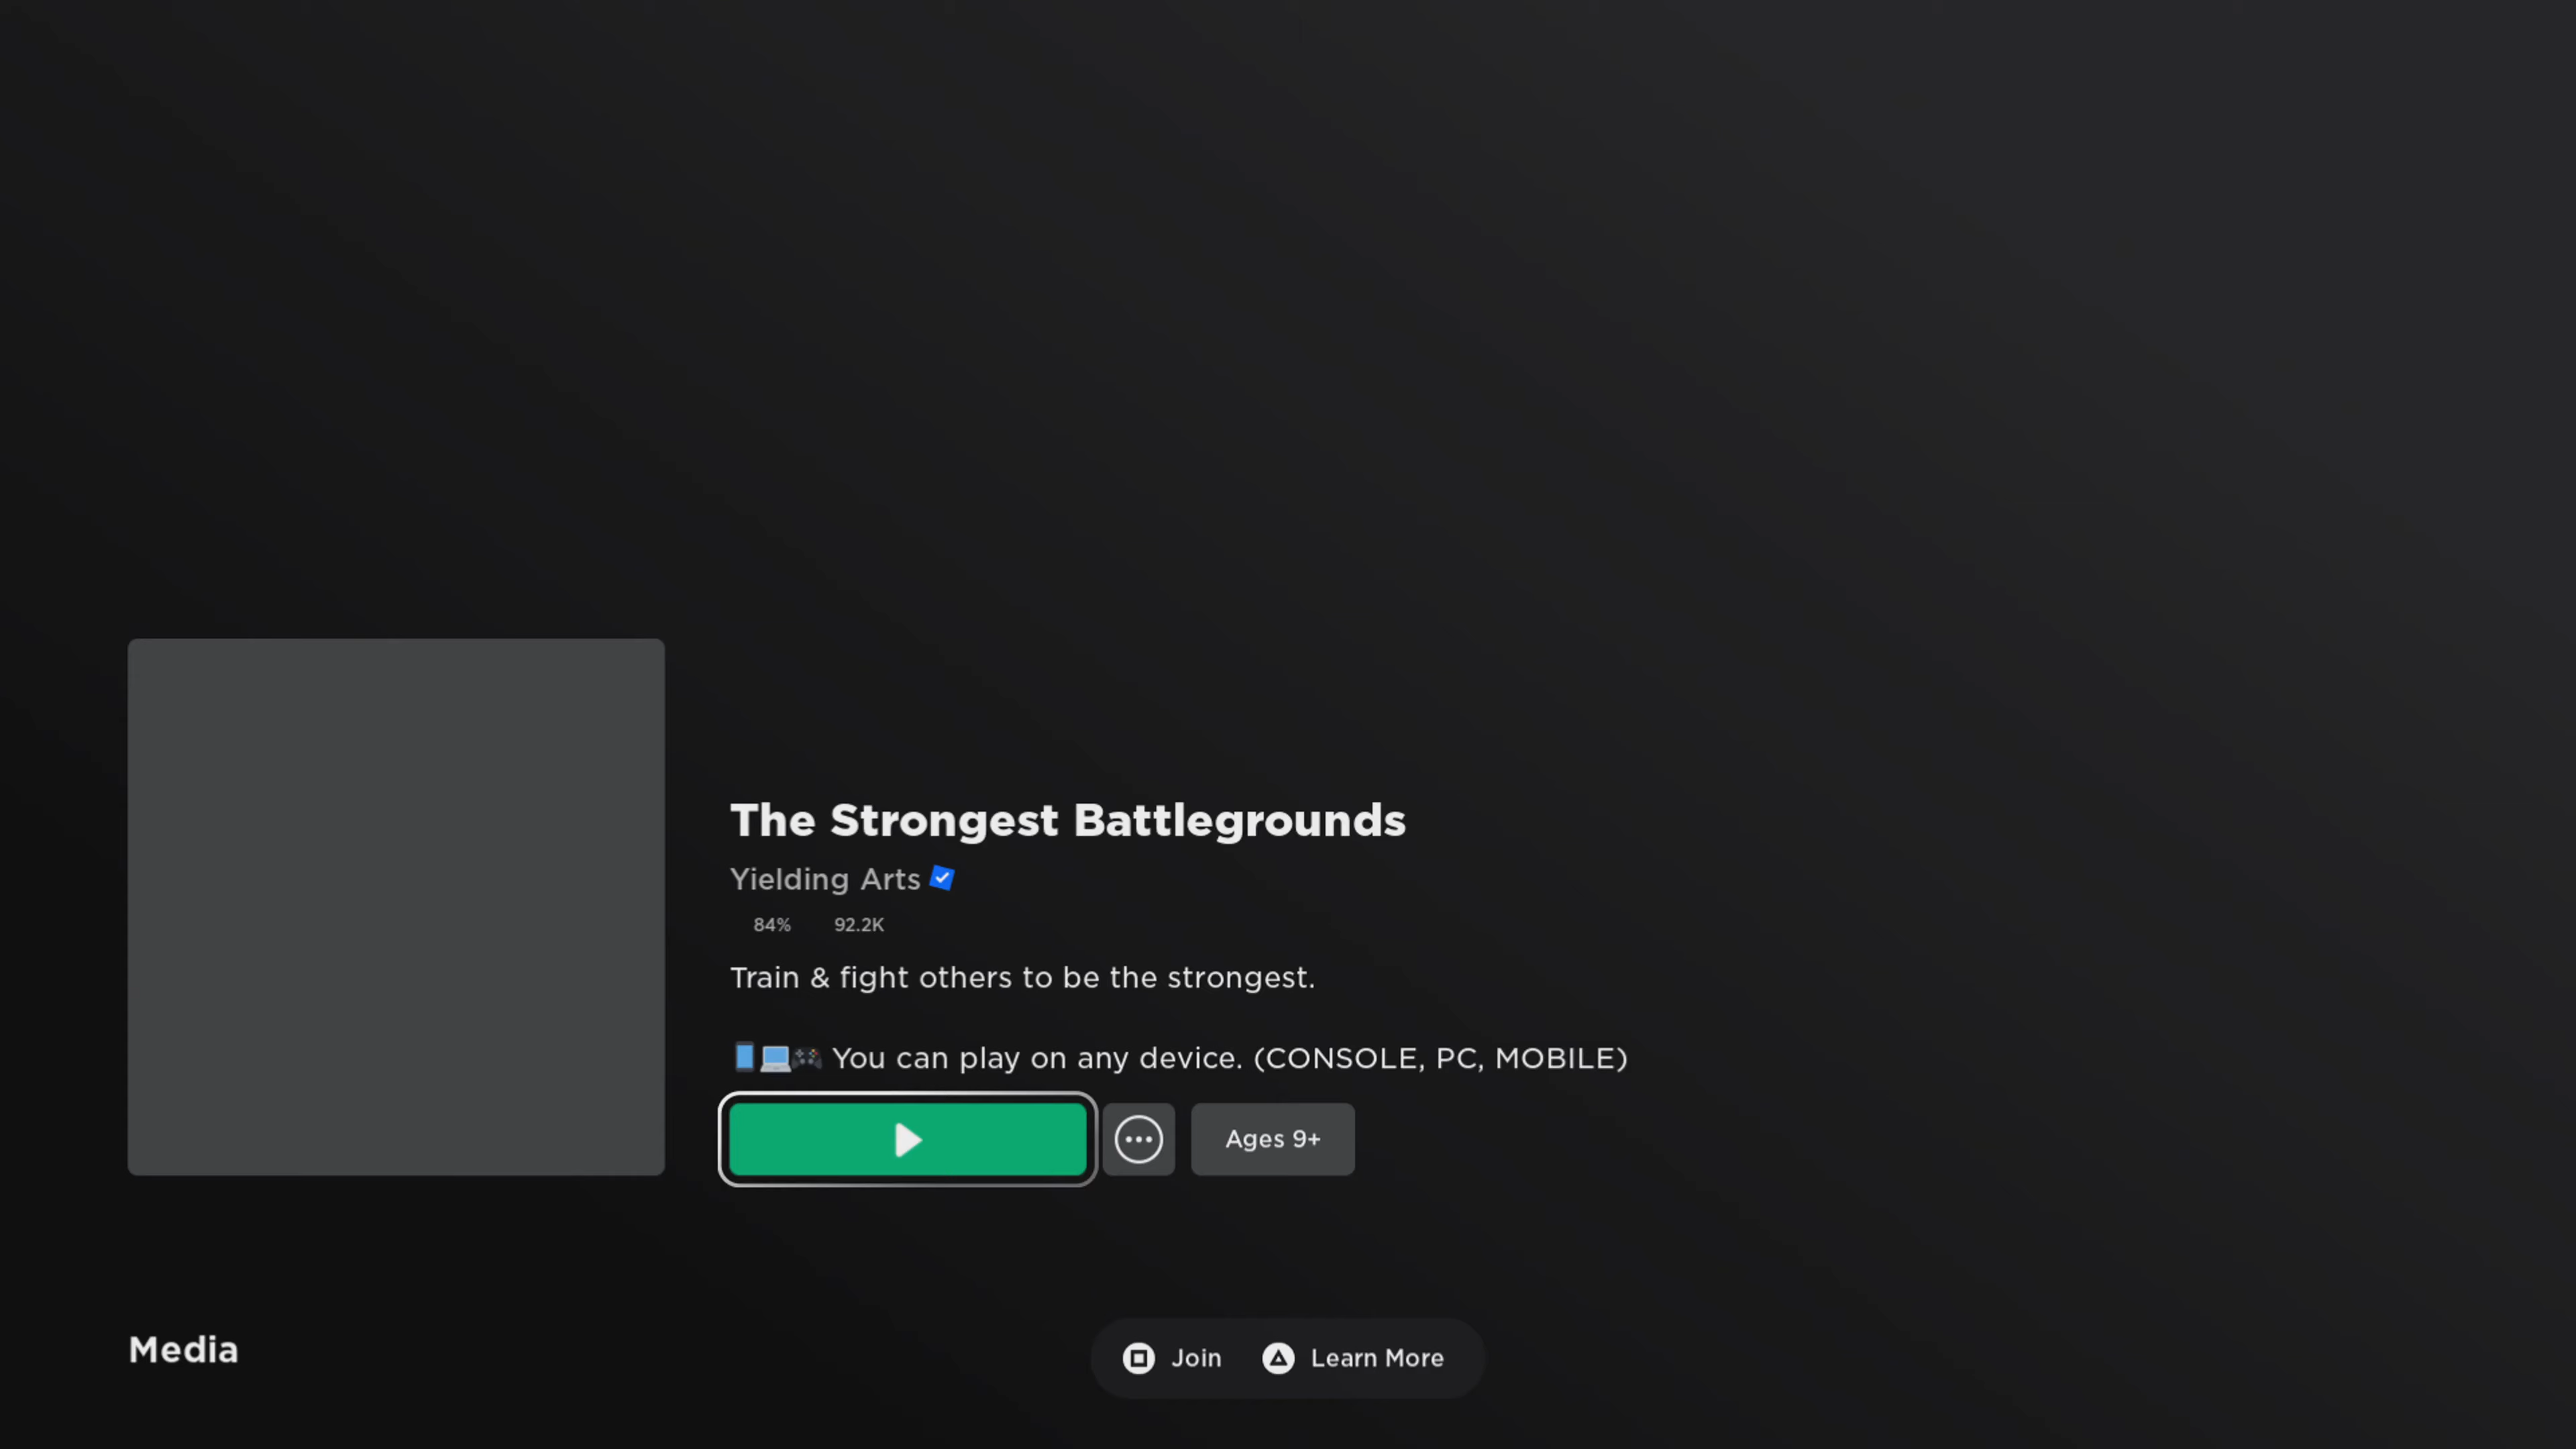 The Strongest Battlegrounds
Yielding Arts
84% 92.2K
Train & fight others to be the strongest.
📱💻🎮 You can play on any device. (CONSOLE, PC, MOBILE)
Ages 9+
Media
Join Learn More